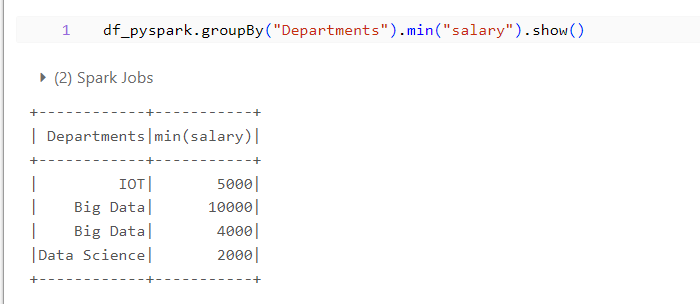 1 df_pyspark.groupBy("Departments").min("salary").show()
(2) Spark Jobs
+------------+-----------+
| Departments|min(salary)|
+------------+-----------+
|         IOT|       5000|
|    Big Data|      10000|
|    Big Data|       4000|
|Data Science|       2000|
+------------+-----------+